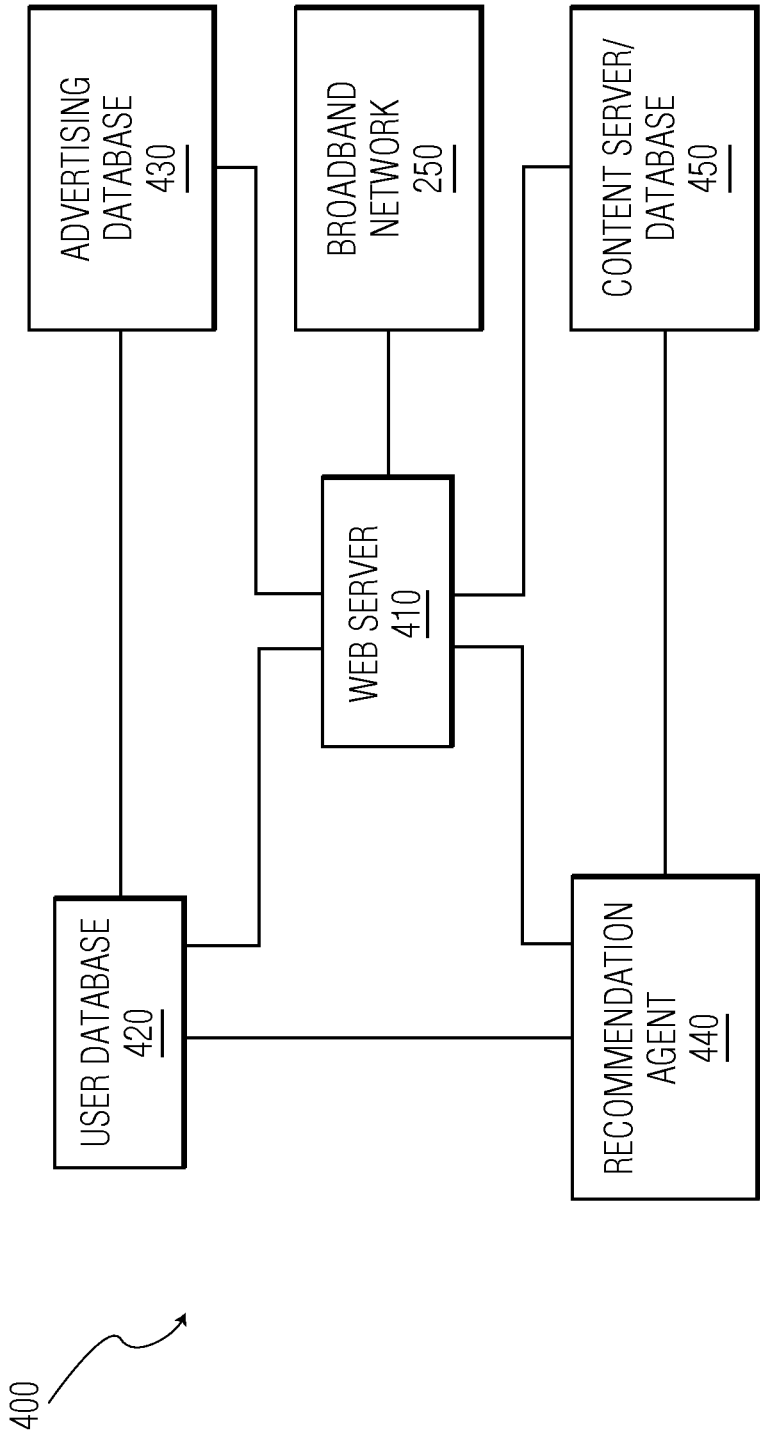 400
USER DATABASE
420
ADVERTISING
DATABASE
430
WEB SERVER
410
BROADBAND
NETWORK
250
RECOMMENDATION
AGENT
440
CONTENT SERVER/
DATABASE
450